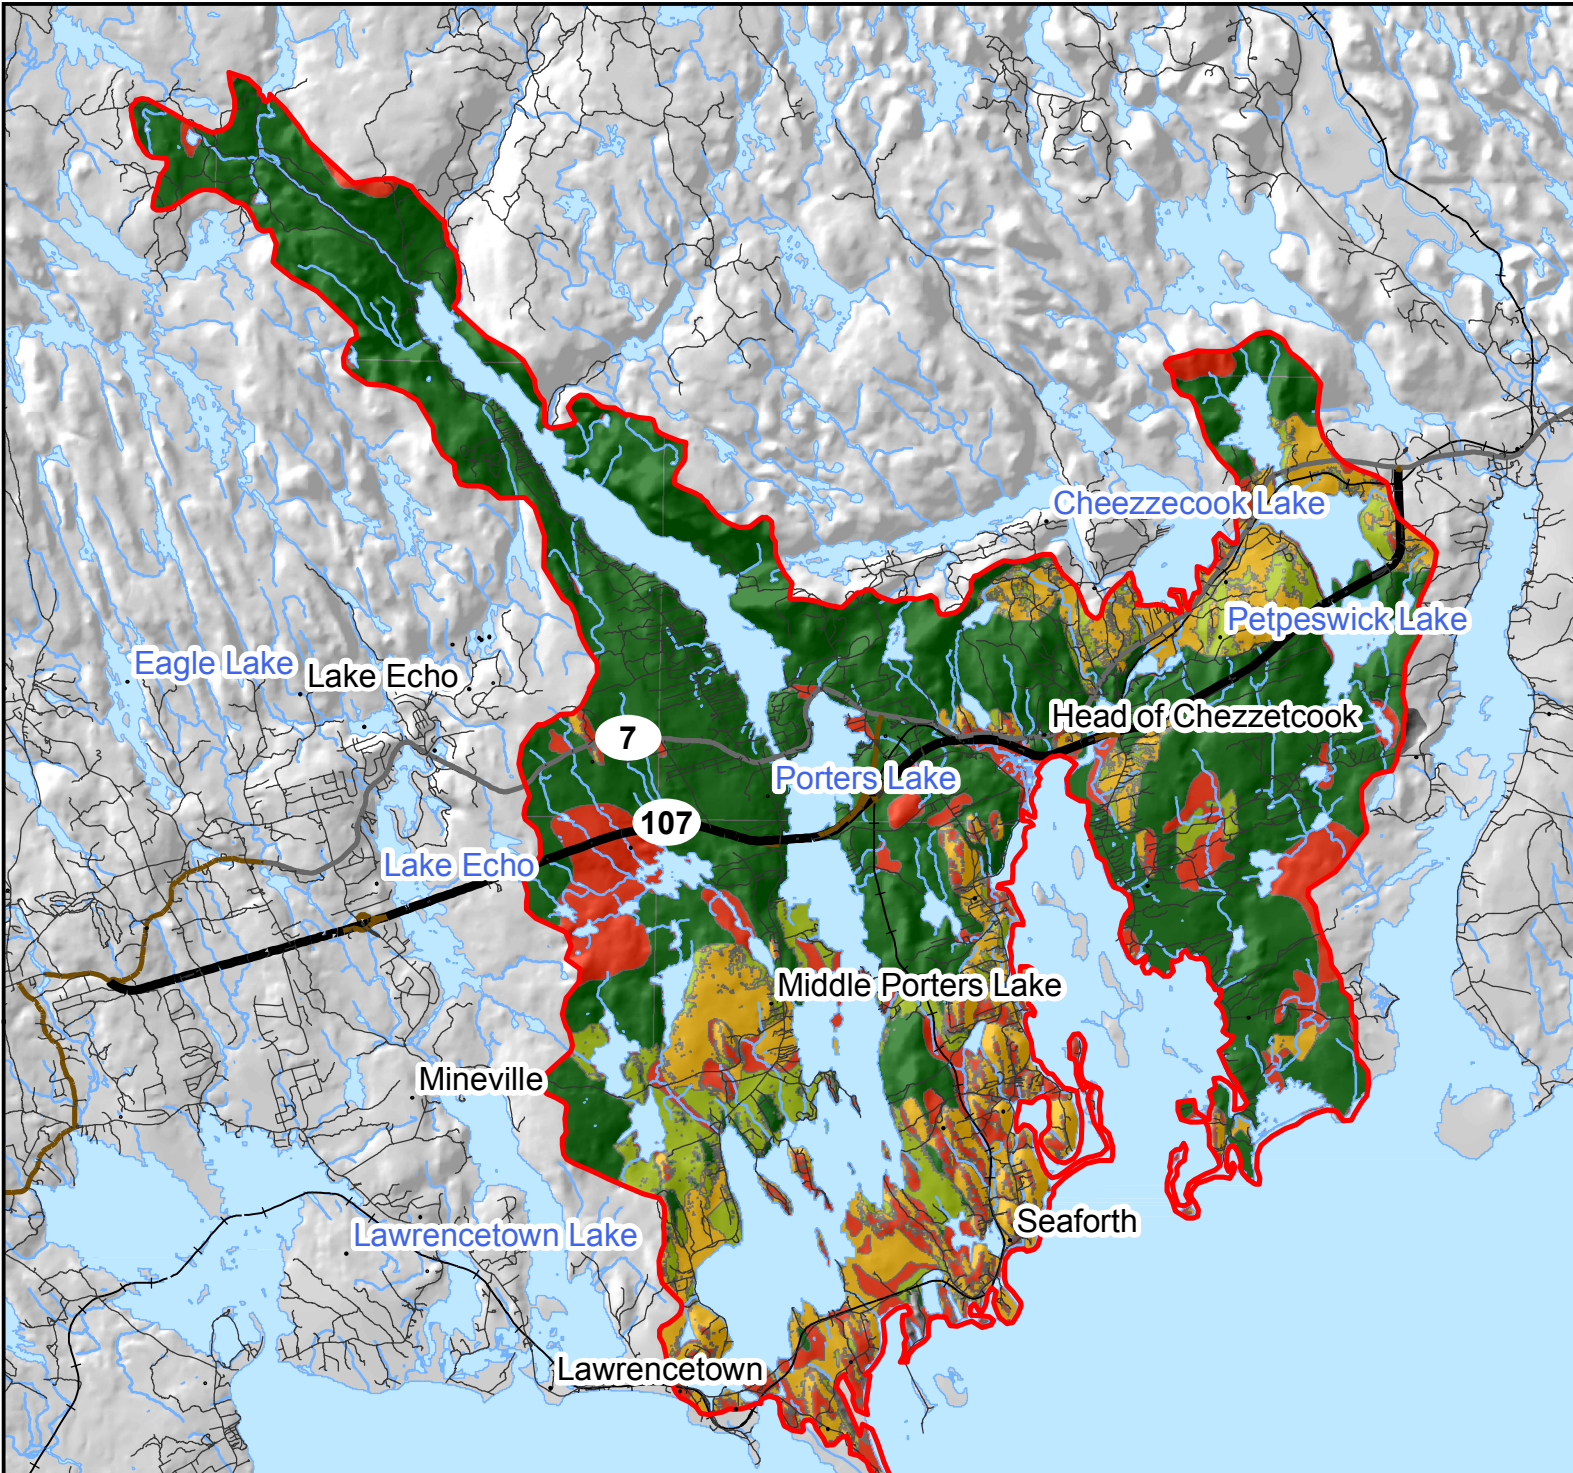 Cheezzecook Lake
Petpeswick Lake
Eagle Lake
Lake Echo
Head of Chezzetcook
7
Porters Lake
107
Lake Echo
Middle Porters Lake
Mineville
Seaforth
Lawrencetown Lake
Lawrencetown